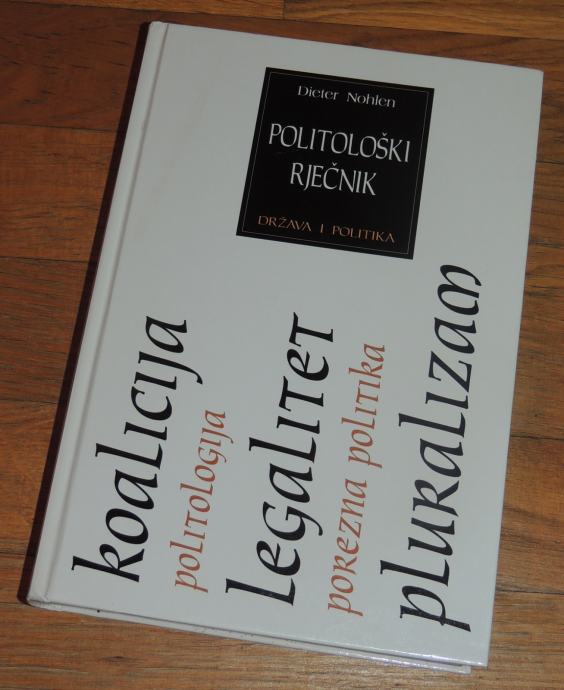 Dieter Nohlen
POLITOLOŠKI
RJEČNIK
DRŽAVA I POLITIKA
koalicija
politologija
legalitet
porezna politika
pluralizam